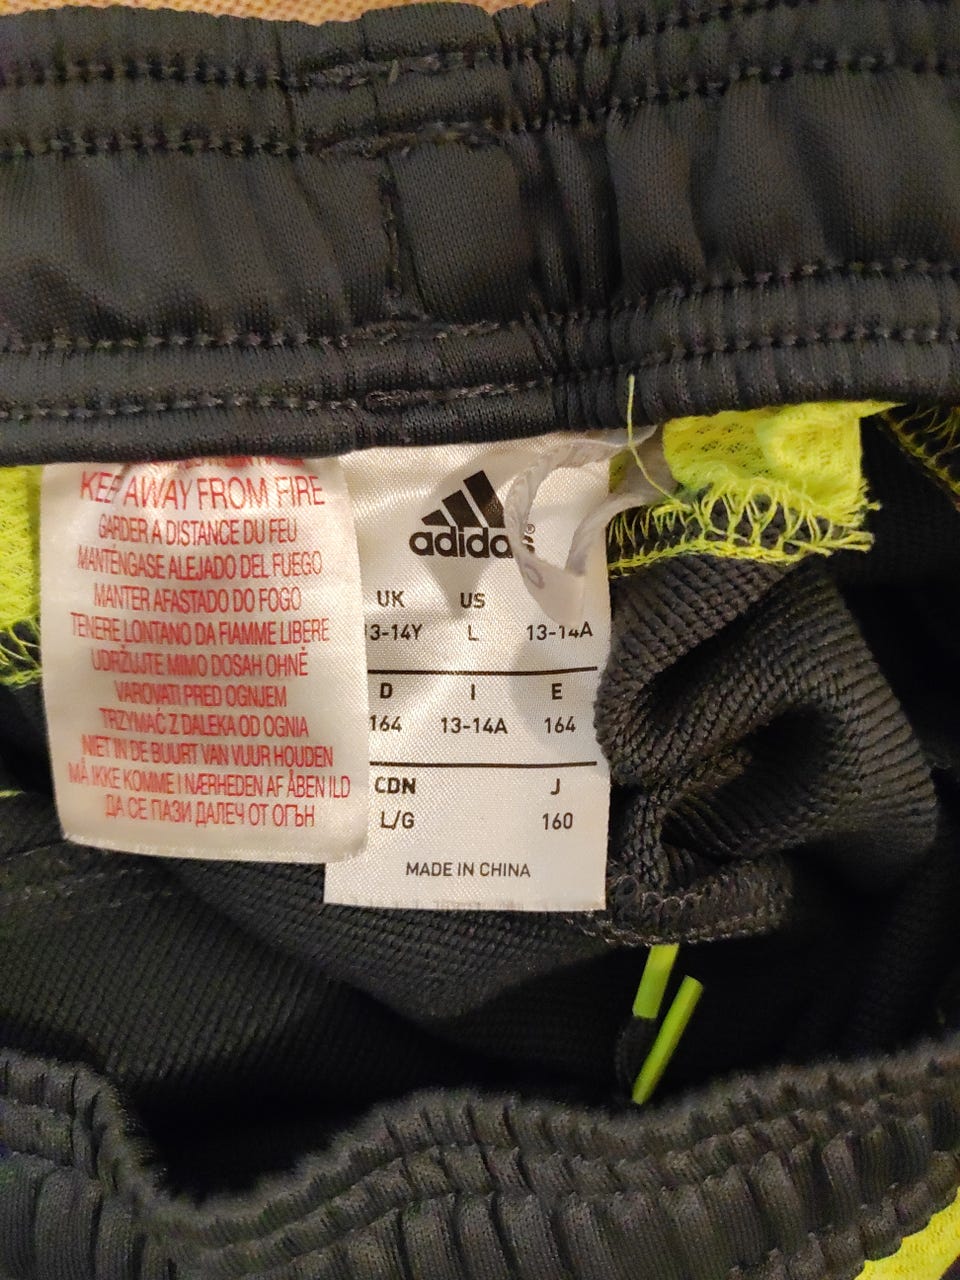 KEEP AWAY FROM FIRE
GARDER A DISTANCE DU FEU
MANTÉNGASE ALEJADO DEL FUEGO
MANTER AFASTADO DO FOGO
TENERE LONTANO DA FIAMME LIBERE
UDRŽUJTE MIMO DOSAH OHNĚ
VAROVATI PRED OGNJEM
TRZYMAĆ Z DALEKA OD OGNIA
NIET IN DE BUURT VAN VUUR HOUDEN
MÅ IKKE KOMME I NÆRHEDEN AF ÅBEN ILD
ДА СЕ ПАЗИ ДАЛЕЧ ОТ ОГЪН
adidas®
UK US
13-14Y L 13-14A
D I E
164 13-14A 164
CDN J
L/G 160
MADE IN CHINA